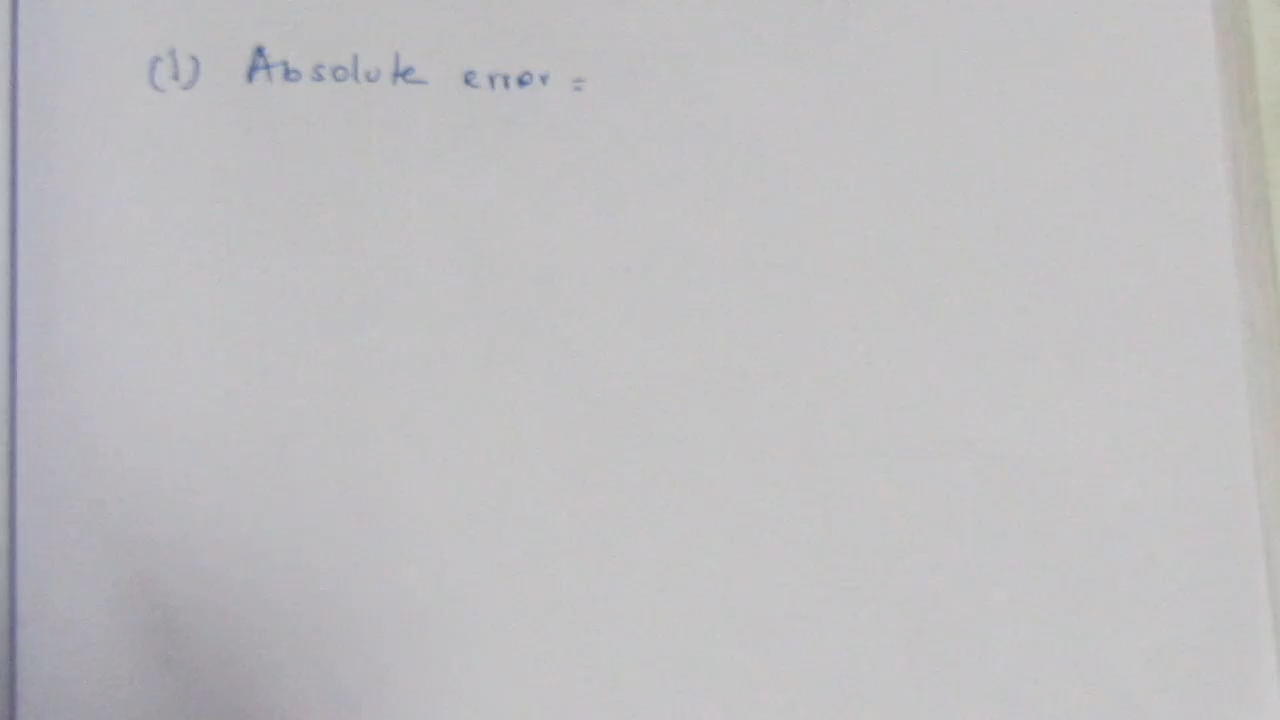 (1) Absolute error =